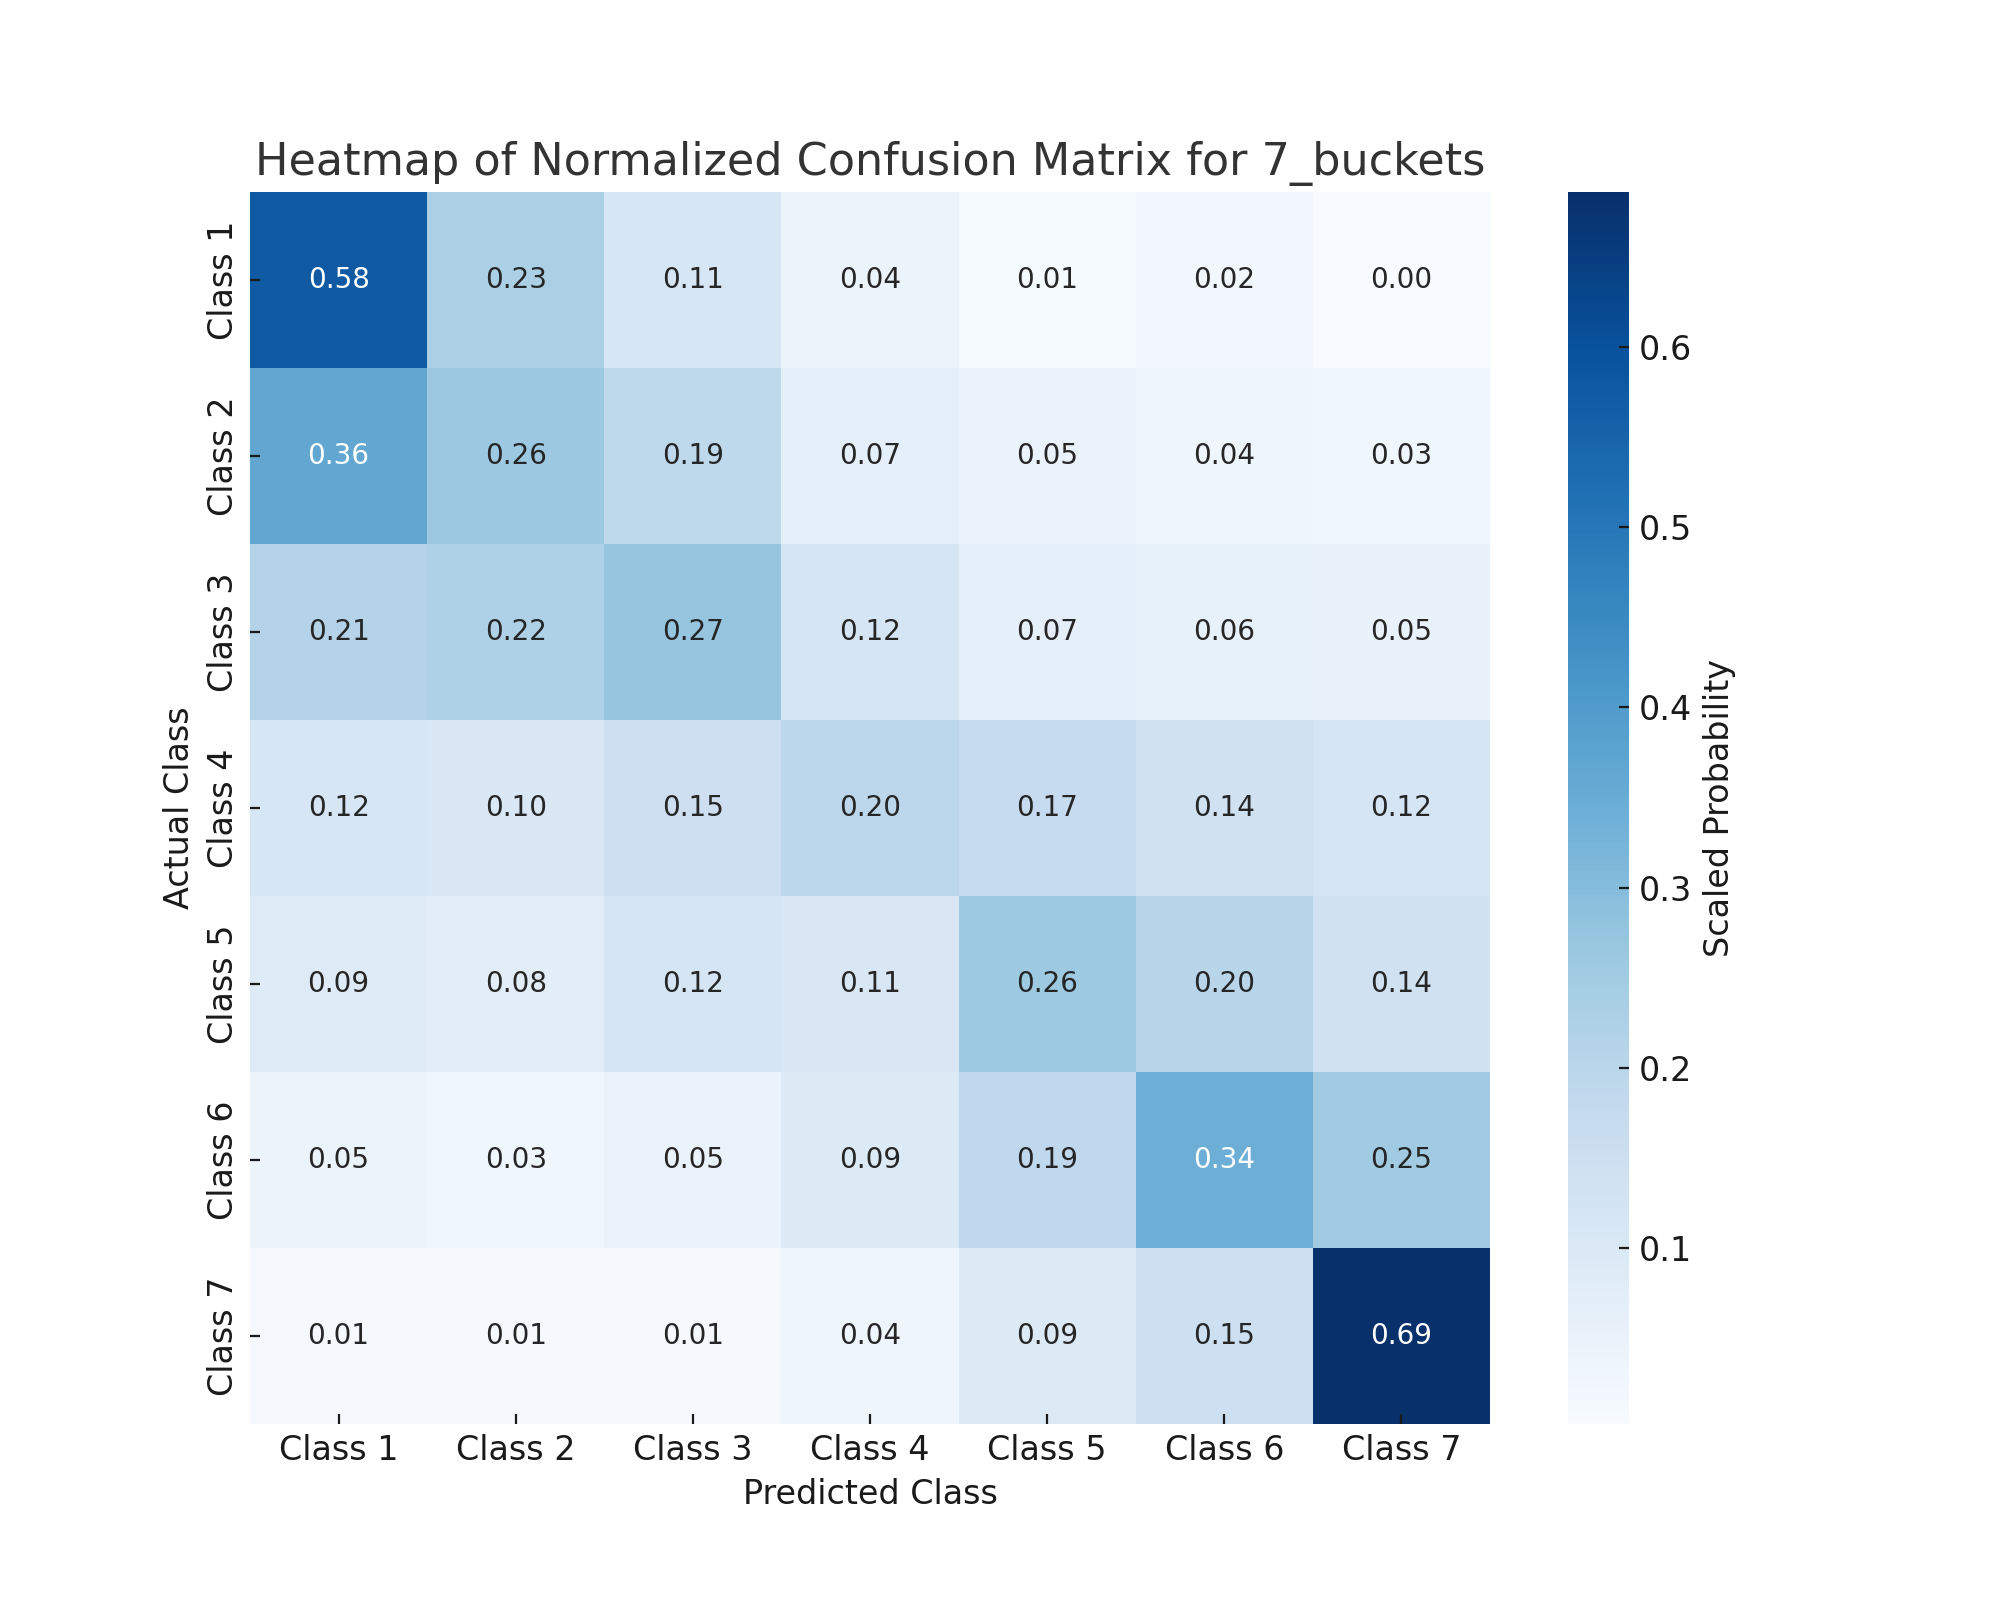 Heatmap of Normalized Confusion Matrix for 7_buckets
Actual Class
Class 1
0.58 0.23 0.11 0.04 0.01 0.02 0.00
Class 2
0.36 0.26 0.19 0.07 0.05 0.04 0.03
Class 3
0.21 0.22 0.27 0.12 0.07 0.06 0.05
Class 4
0.12 0.10 0.15 0.20 0.17 0.14 0.12
Class 5
0.09 0.08 0.12 0.11 0.26 0.20 0.14
Class 6
0.05 0.03 0.05 0.09 0.19 0.34 0.25
Class 7
0.01 0.01 0.01 0.04 0.09 0.15 0.69
Class 1 Class 2 Class 3 Class 4 Class 5 Class 6 Class 7
Predicted Class
0.6
0.5
0.4
0.3
0.2
0.1
Scaled Probability